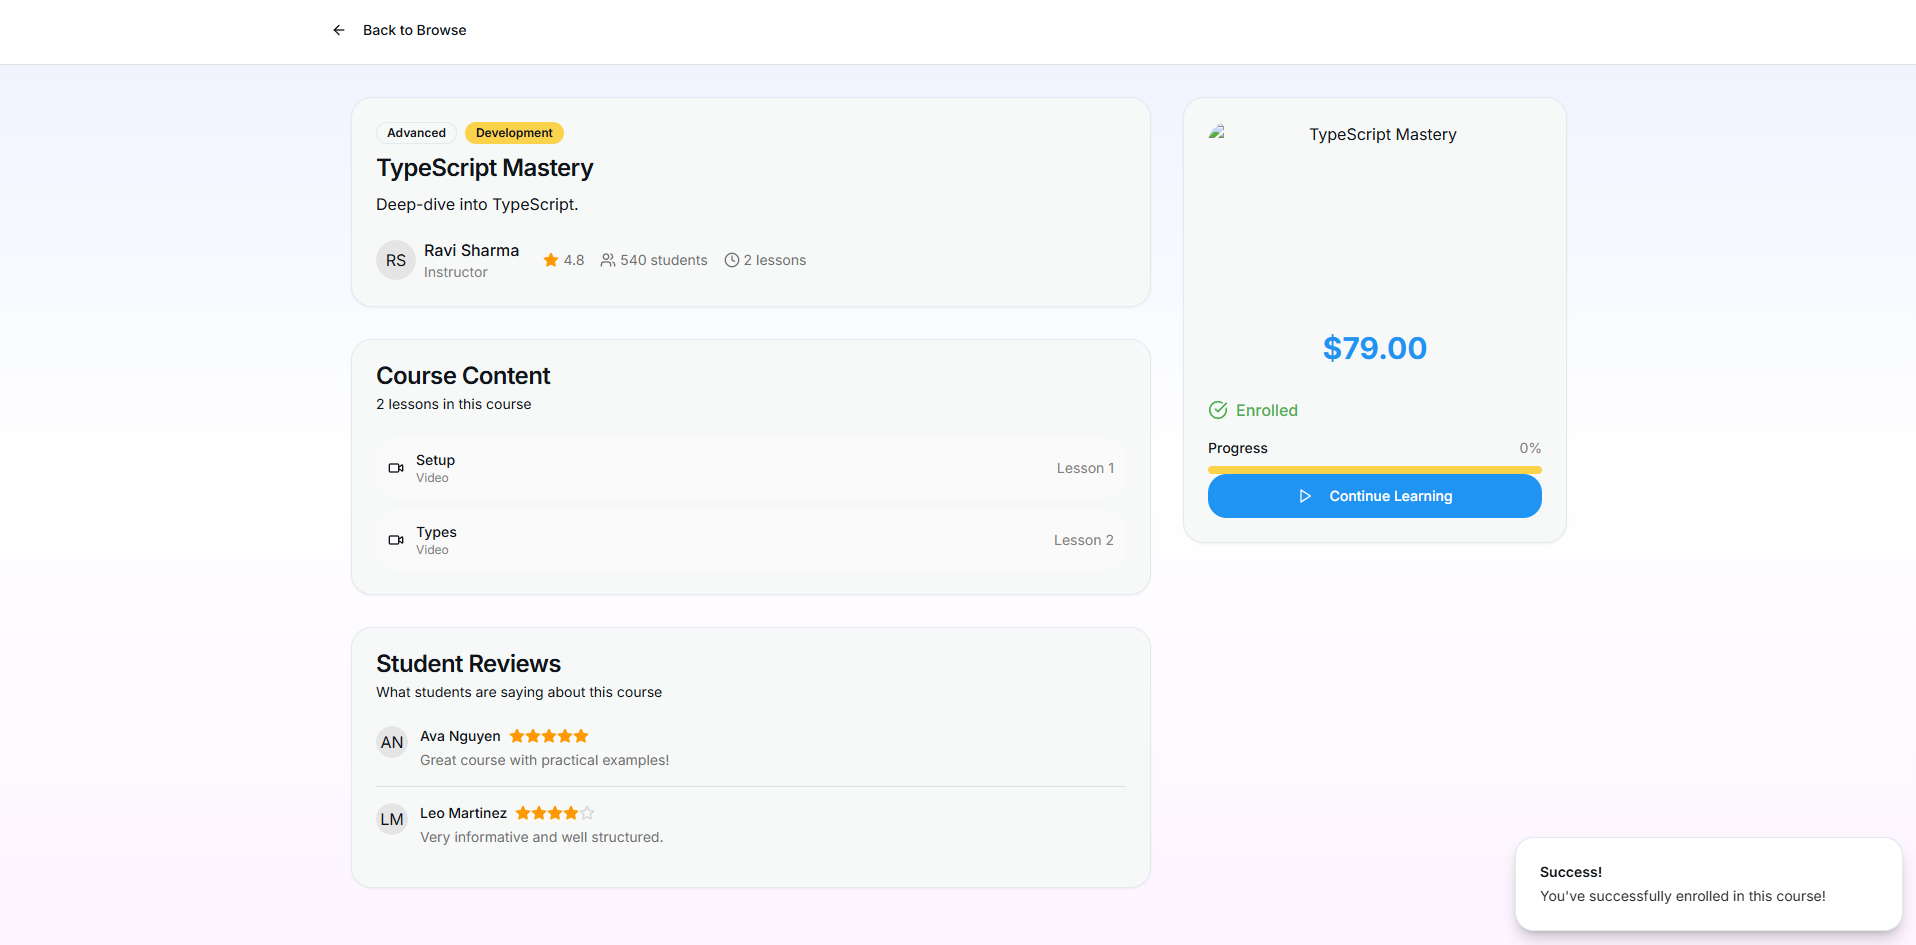 Back to Browse
Advanced Development
TypeScript Mastery
Deep-dive into TypeScript.
RS Ravi Sharma
Instructor
4.8 540 students 2 lessons
Course Content
2 lessons in this course
Setup
Video
Lesson 1
Types
Video
Lesson 2
Student Reviews
What students are saying about this course
AN Ava Nguyen
Great course with practical examples!
LM Leo Martinez
Very informative and well structured.
TypeScript Mastery
$79.00
Enrolled
Progress 0%
Continue Learning
Success!
You've successfully enrolled in this course!